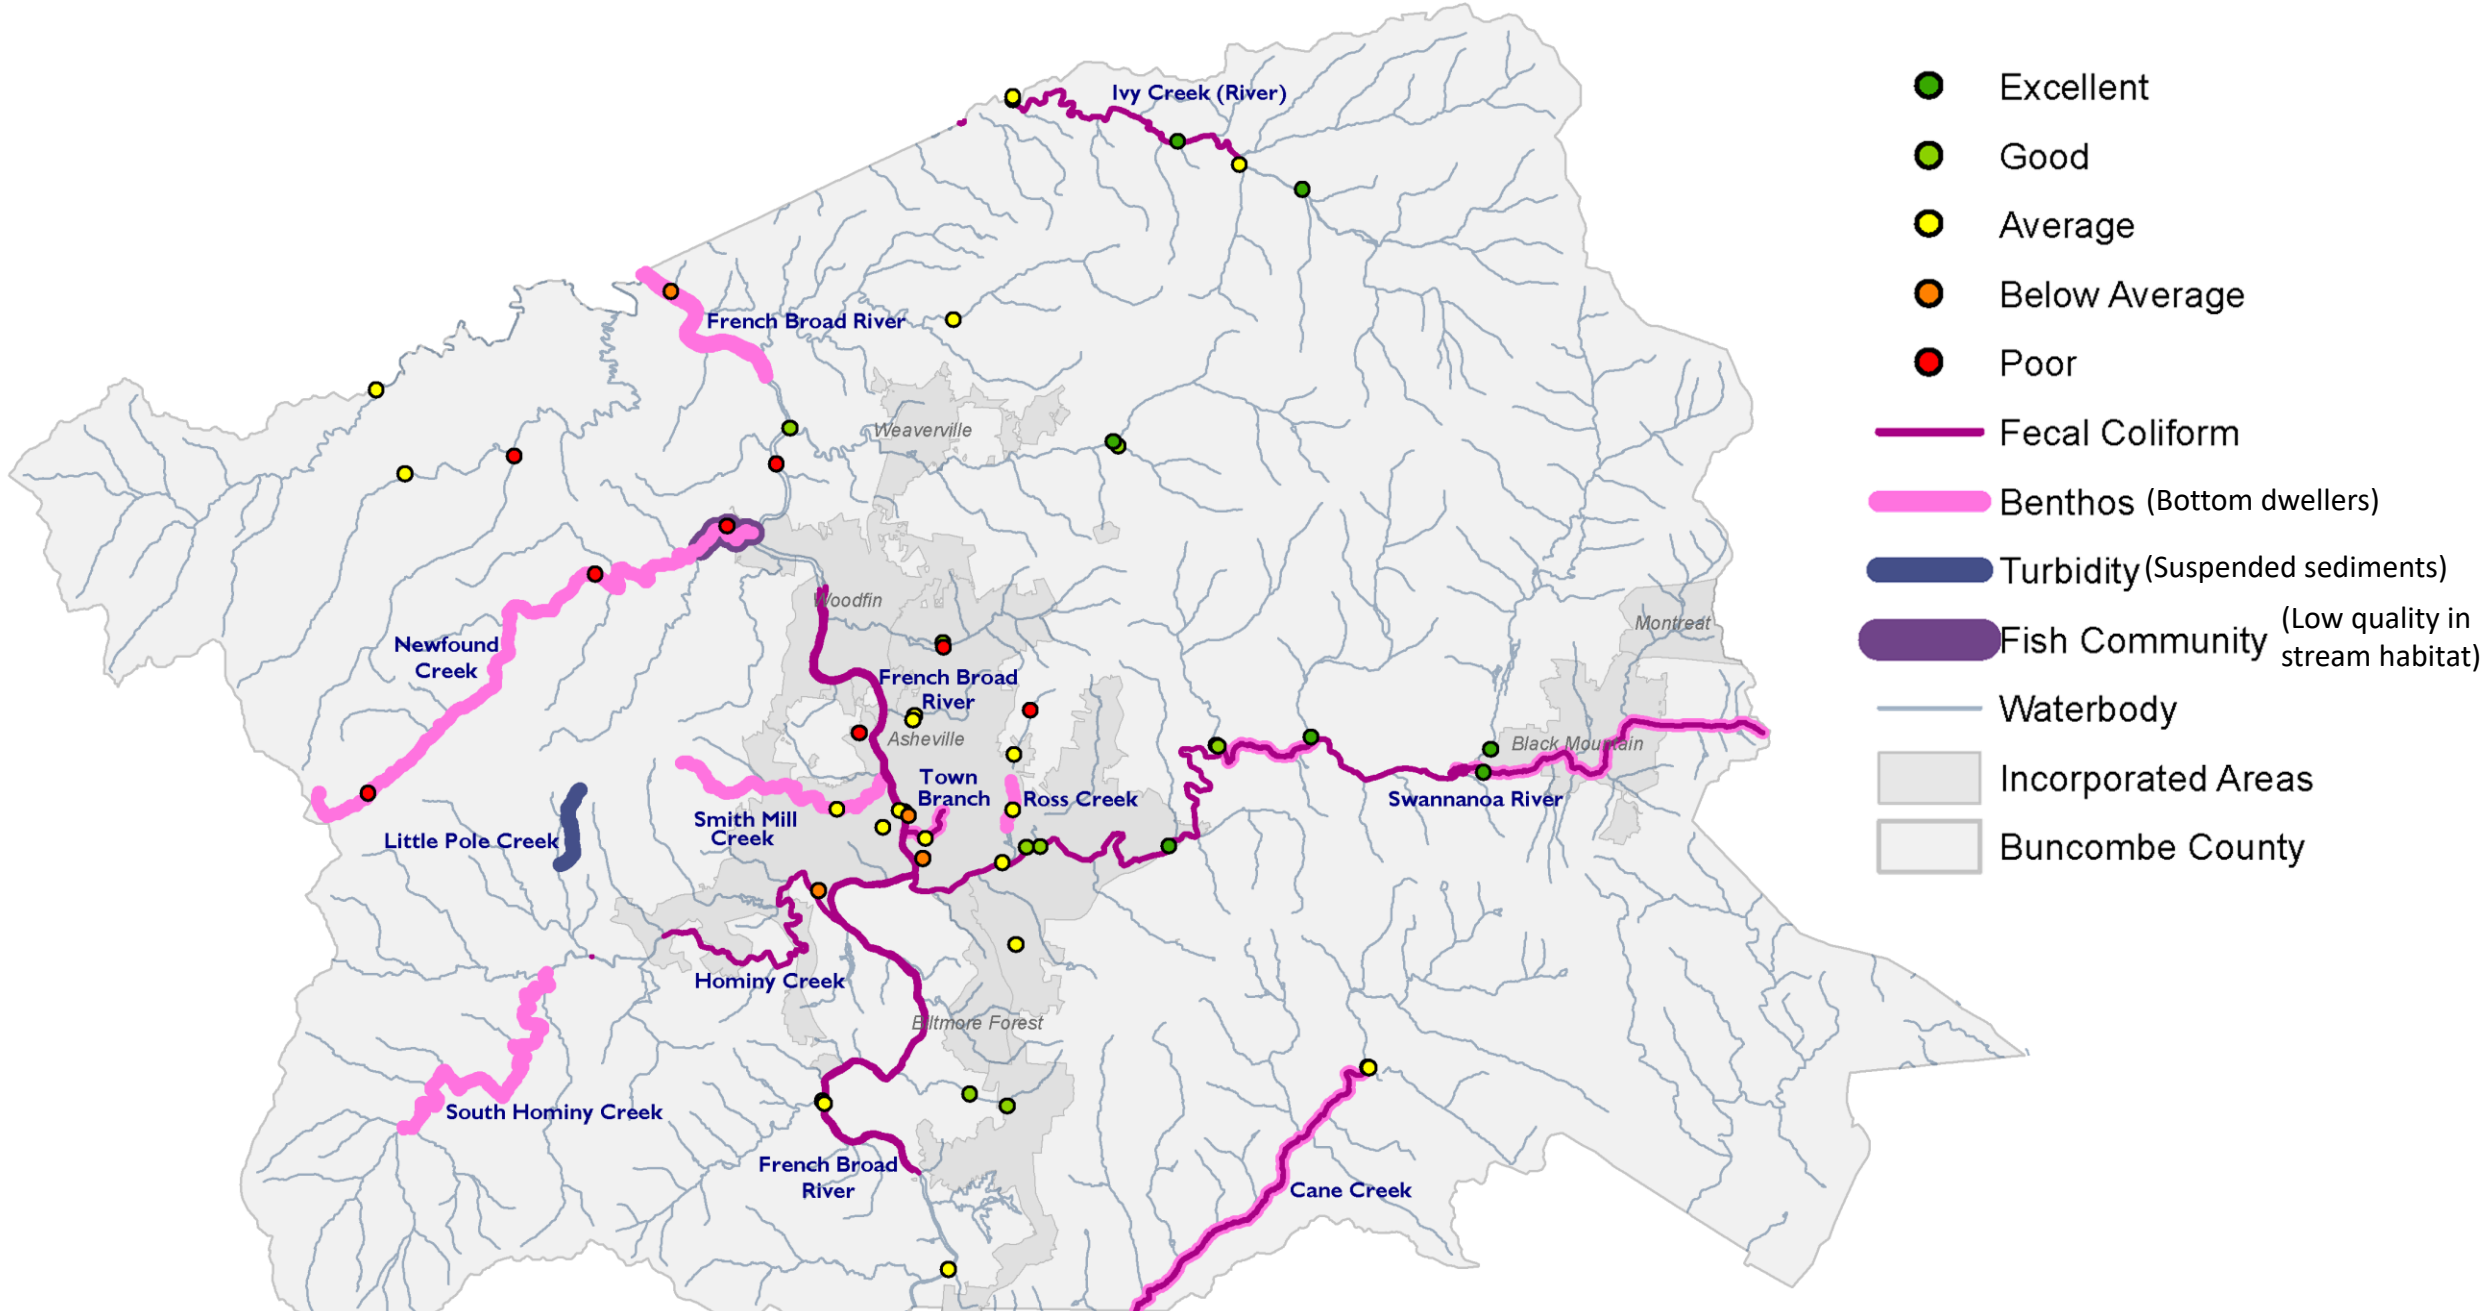 Ivy Creek (River)
French Broad River
Weaverville
Woodfin
Montreat
Newfound
Creek
French Broad
River
Asheville
Black Mountain
Town
Branch
Ross Creek
Swannanoa River
Smith Mill
Creek
Little Pole Creek
Hominy Creek
Biltmore Forest
South Hominy Creek
French Broad
River
Cane Creek
Excellent
Good
Average
Below Average
Poor
Fecal Coliform
Benthos (Bottom dwellers)
Turbidity (Suspended sediments)
Fish Community (Low quality in
stream habitat)
Waterbody
Incorporated Areas
Buncombe County